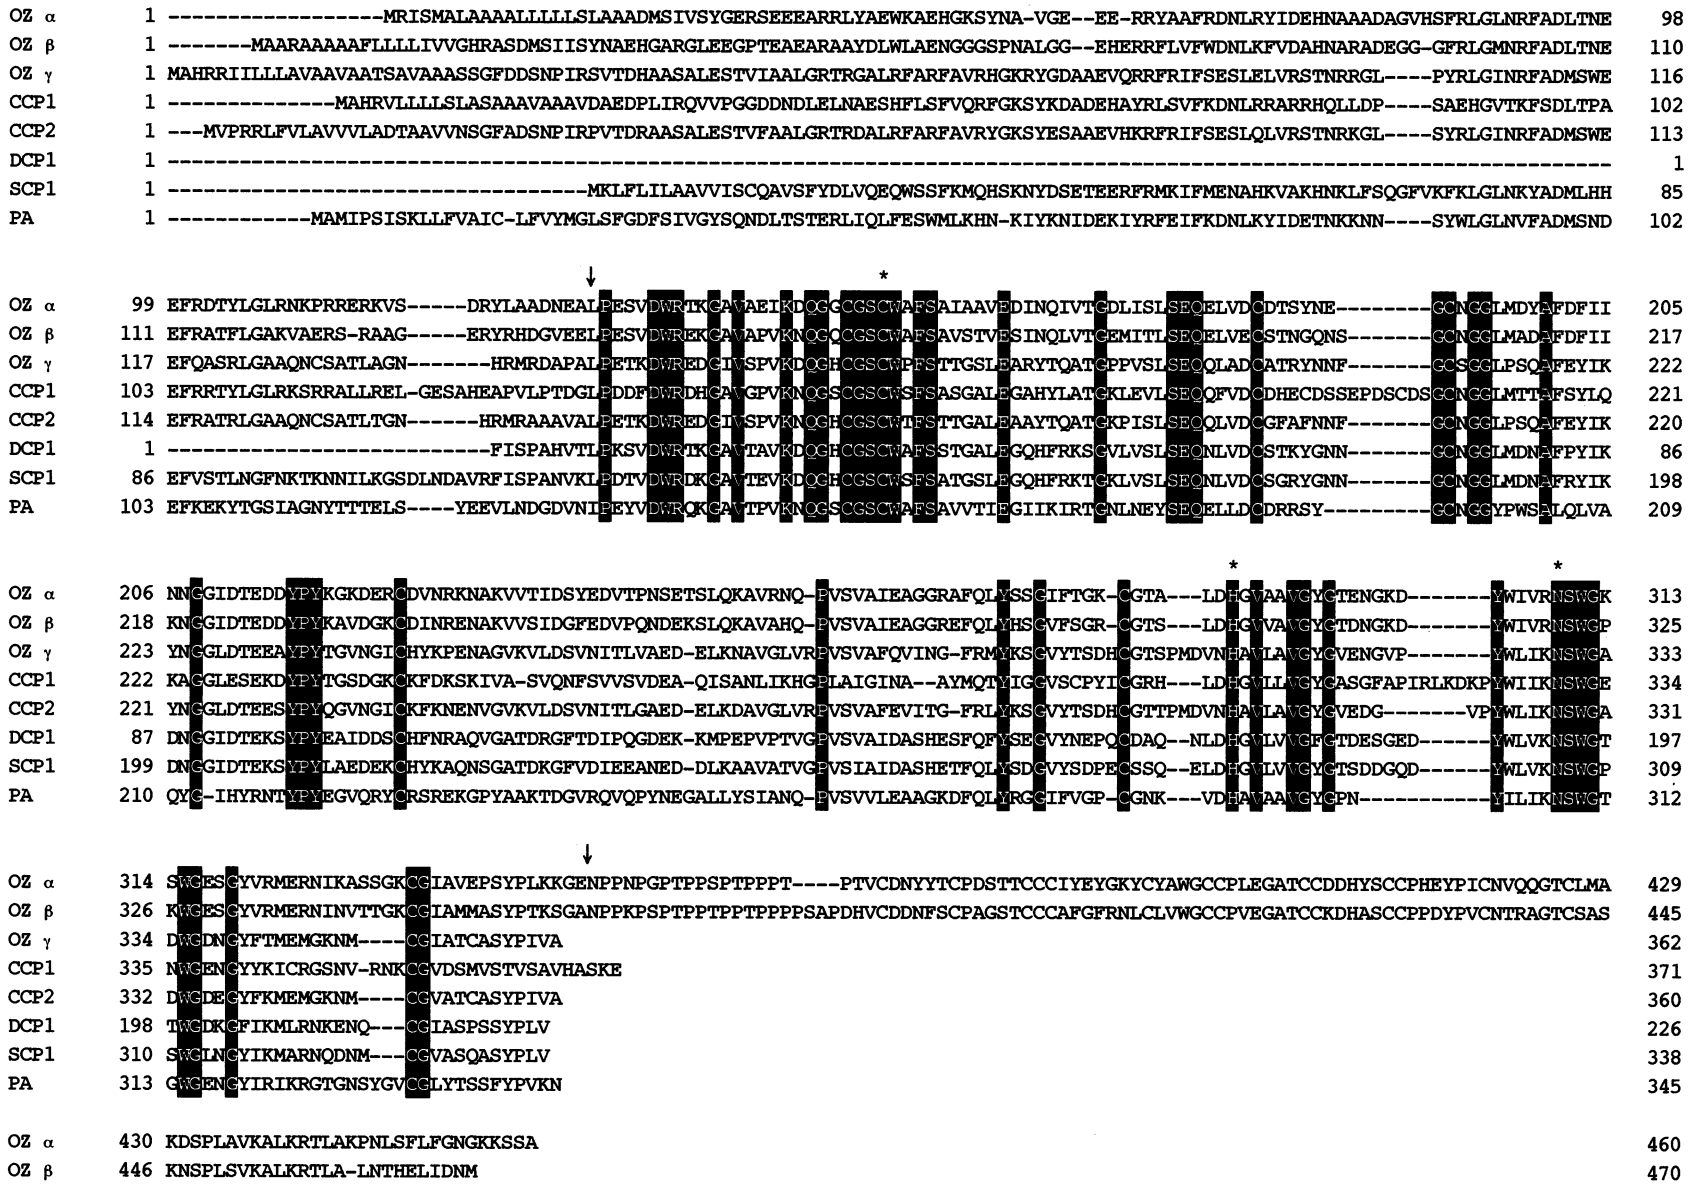 OZ α 1 ------------------MRISMALAAAALLLLLSLAAADMSIVSYGERSEEEARRLYAEWKAEHGKSYNA-VGE--EE-RRYAAFRDNLRYIDEHNAAADAGVHSFRLGLNRFADLTNE 98
OZ β 1 -------MAARAAAAAFLLLLIVVGHRASDMSIISYNAEHGARGLEEGPTEAEARAAYDLWLAENGGGSPNALGG--EHERRFLVFWDNLKFVDAHNARADEGG-GFRLGMNRFADLTNE 110
OZ γ 1 MAHRRIILLLAVAAVAATSAVAAASSGFDDSNPIRSVTDHAASALESTVIAALGRTRGALRFARFAVRHGKRYGDAAEVQRRFRIFSESLELVRSTNRRGL----PYRLGINRFADMSWE 116
CCP1 1 --------------MAHRVLLLLSLASAAAVAAAVDAEDPLIRQVVPGGDDNDLELNAESHFLSFVQRFGKSYKDADEHAYRLSVFKDNLRRARRHQLLDP----SAEHGVTKFSDLTPA 102
CCP2 1 ---MVPRRLFVLAVVVLADTAAVVNSGFADSNPIRPVTDRAASALESTVFAALGRTRDALRFARFAVRYGKSYESAAEVHKRFRIFSESLQLVRSTNRKGL----SYRLGINRFADMSWE 113
DCP1 1 ------------------------------------------------------------------------------------------------------------------------ 1
SCP1 1 -----------------------------------MKLFLILAAVVISCQAVSFYDLVQEQWSSFKMQHSKNYDSETEERFRMKIFMENAHKVAKHNKLFSQGFVKFKLGLNKYADMLHH 85
PA 1 ------------MAMIPSISKLLFVAIC-LFVYMGLSFGDFSIVGYSQNDLTSTERLIQLFESWMLKHN-KIYKNIDEKIYRFEIFKDNLKYIDETNKKNN----SYWLGLNVFADMSND 102
↓ *
OZ α 99 EFRDTYLGLRNKPRRERKVS-----DRYLAADNEALPESVDWRTKGAVAEIKDQGGCGSCWAFSAIAAVEDINQIVTGDLISLSEQELVDCDTSYNE---------GCNGGLMDYAFDFII 205
OZ β 111 EFRATFLGAKVAERS-RAAG-----ERYRHDGVEELPESVDWREKGAVAPVKNQGQCGSCWAFSAVSTVESINQLVTGEMITLSEQELVECSTNGQNS-------GCNGGLMADAFDFII 217
OZ γ 117 EFQASRLGAAQNCSATLAGN-------HRMRDAPALPETKDWREDGIVSPVKDQGHCGSCWPFSTTGSLEARYTQATGPPVSLSEQQLADCATRYNNF-------GCSGGLPSQAFEYIK 222
CCP1 103 EFRRTYLGLRKSRRALLREL-GESAHEAPVLPTDGLPDDFDWRDHGAVGPVKNQGSCGSCWSFSASGALEGAHYLATGKLEVLSEQQFVDCDHECDSSEPDSCDSGCNGGLMTTAFSYLQ 221
CCP2 114 EFRATRLGAAQNCSATLTGN------HRMRAAAVALPETKDWREDGIVSPVKNQGHCGSCWTFSTTGALEAAYTQATGKPISLSEQQLVDCGFAFNNF-------GCNGGLPSQAFEYIK 220
DCP1 1 ---------------------------FISPAHVTLPKSVDWRTKGAVTAVKDQGHCGSCWAFSSTGALEGQHFRKSGVLVSLSEQNLVDCSTKYGNN-------GCNGGLMDNAFPYIK 86
SCP1 86 EFVSTLNGFNKTKNNILKGSDLNDAVRFISPANVKLPDTVDWRDKGAVTEVKDQGHCGSCWSFSATGSLEGQHFRKTGKLVSLSEQNLVDCSGRYGNN-------GCNGGLMDNAFRYIK 198
PA 103 EFKEKYTGSIAGNYTTTELS----YEEVLNDGDVNIPEYVDWRQKGAVTPVKNQGSCGSCWAFSAVVTIEGIIKIRTGNLNEYSEQELLDCDRRSY---------GCNGGYPWSALQLVA 209
* *
OZ α 206 NNGGIDTEDDYPYKGKDERCDVNRKNAKVVTIDSYEDVTPNSETSLQKAVRNQ-PVSVAIEAGGRAFQLYSSGIFTGK-CGTA---LDHGVAAVGYGTENGKD-------YWIVRNSWGK 313
OZ β 218 KNGGIDTEDDYPYKAVDGKCDINRENAKVVSIDGFEDVPQNDEKSLQKAVAHQ-PVSVAIEAGGREFQLYHSGVFSGR-CGTS---LDHGVVAVGYGTDNGKD-------YWIVRNSWGP 325
OZ γ 223 YNGGLDTEEAYPYTGVNGICHYKPENAGVKVLDSVNITLVAED-ELKNAVGLVRPVSVAFQVING-FRMYKSGVYTSDHCGTSPMDVNHAVLAVGYGVENGVP-------YWLIKNSWGA 333
CCP1 222 KAGGLESEKDYPYTGSDGKCKFDKSKIVA-SVQNFSVVSVDEA-QISANLIKHGPLAIGINA--AYMQTYIGGVSCPYICGRH---LDHGVLLVGYGASGFAPIRLKDKPYWIIKNSWGE 334
CCP2 221 YNGGLDTEESYPYQGVNGICKFKNENVGVKVLDSVNITLGAED-ELKDAVGLVRPVSVAFEVITG-FRLYKSGVYTSDHCGTTPMDVNHAVLAVGYGVEDG-------VPYWLIKNSWGA 331
DCP1 87 DNGGIDTEKSYPYEAIDDSCHFNRAQVGATDRGFTDIPQGDEK-KMPEPVPTVGPVSVAIDASHESFQFYSEGVYNEPQCDAQ--NLDHGVLVVGFGTDESGED------YWLVKNSWGT 197
SCP1 199 DNGGIDTEKSYPYLAEDEKCHYKAQNSGATDKGFVDIEEANED-DLKAAVATVGPVSIAIDASHETFQLYSDGVYSDPECSSQ--ELDHGVLVVGYGTSDDGQD------YWLVKNSWGP 309
PA 210 QYG-IHYRNTYPYEGVQRYCRSREKGPYAAKTDGVRQVQPYNEGALLYSIANQ-PVSVVLEAAGKDFQLYRGGIFVGP-CGNK---VDHAVAAVGYGPN-----------YILIKNSWGT 312
↓
OZ α 314 SWGESGYVRMERNIKASSGKCGIAVEPSYPLKKGENPPNPGPTPPSPTPPPT----PTVCDNYYTCPDSTTCCCIYEYGKYCYAWGCCPLEGATCCDDHYSCCPHEYPICNVQQGTCLMA 429
OZ β 326 KWGESGYVRMERNINVTTGKCGIAMMASYPTKSGANPPKPSPTPPTPPTPPPPSAPDHVCDDNFSCPAGSTCCCAFGFRNLCLVWGCCPVEGATCCKDHASCCPPDYPVCNTRAGTCSAS 445
OZ γ 334 DWGDNGYFTMEMGKNM----CGIATCASYPIVA 362
CCP1 335 NWGENGYYKICRGSNV-RNKCGVDSMVSTVSAVHASKE 371
CCP2 332 DWGDEGYFKMEMGKNM----CGVATCASYPIVA 360
DCP1 198 TWGDKGFIKMLRNKENQ---CGIASPSSYPLV 226
SCP1 310 SWGLNGYIKMARNQDNM---CGVASQASYPLV 338
PA 313 GWGENGYIRIKRGTGNSYGVCGLYTSSFYPVKN 345
OZ α 430 KDSPLAVKALKRTLAKPNLSFLFGNGKKSSA 460
OZ β 446 KNSPLSVKALKRTLA-LNTHELIDNM 470